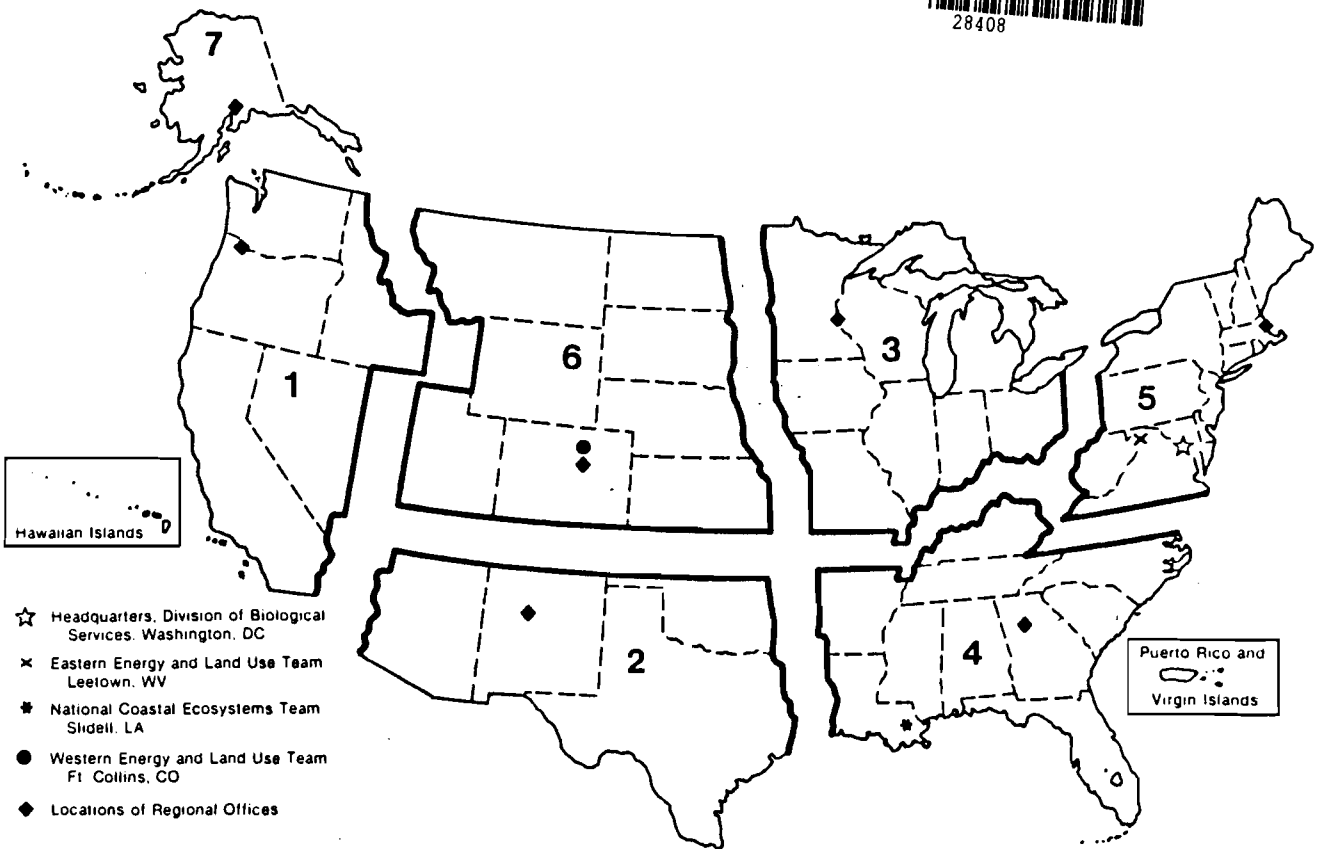 28408
7
6
3
1
5
Hawaiian Islands
☆ Headquarters, Division of Biological
Services, Washington, DC
× Eastern Energy and Land Use Team
Leetown, WV
* National Coastal Ecosystems Team
Slidell, LA
● Western Energy and Land Use Team
Ft Collins, CO
◆ Locations of Regional Offices
2
4
Puerto Rico and
Virgin Islands